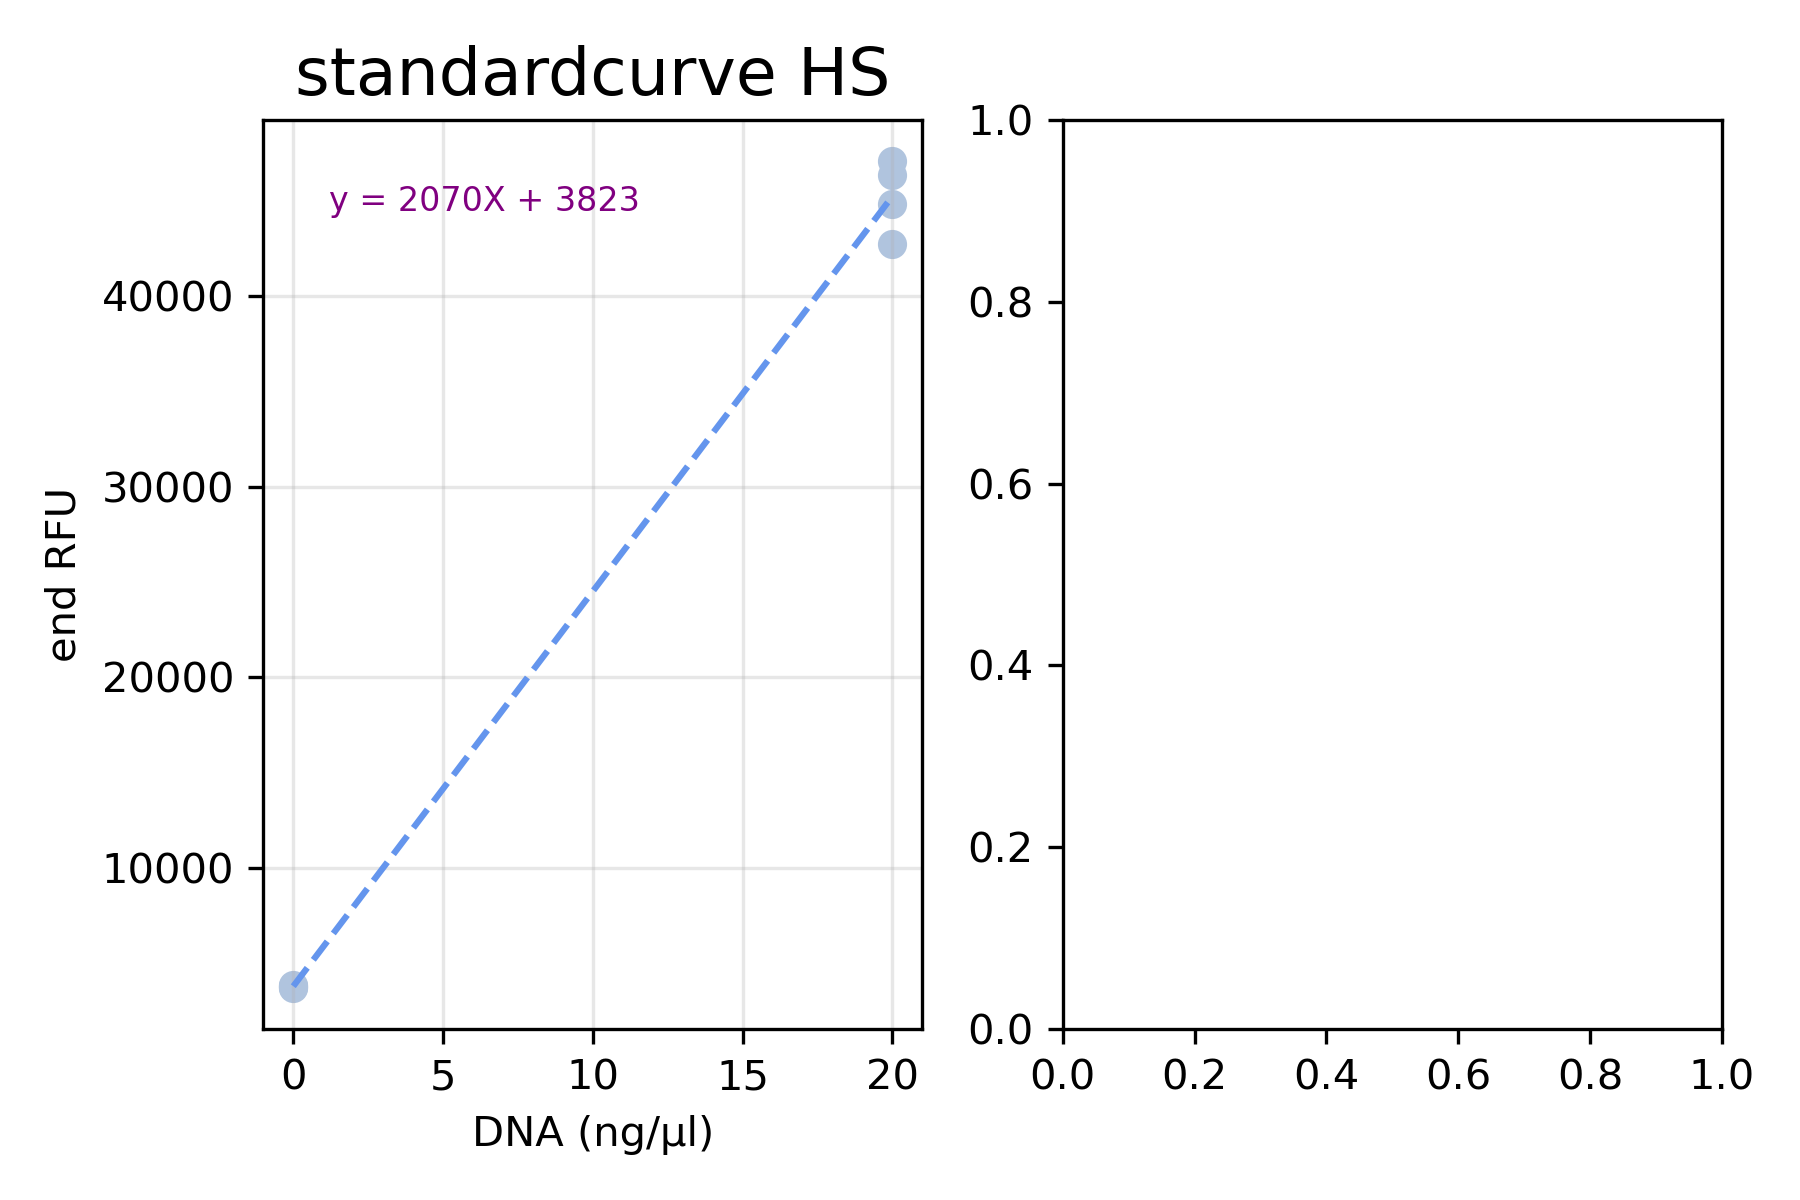 standardcurve HS
y = 2070X + 3823
end RFU
40000
30000
20000
10000
0 5 10 15 20
DNA (ng/µl)
1.0
0.8
0.6
0.4
0.2
0.0
0.0 0.2 0.4 0.6 0.8 1.0